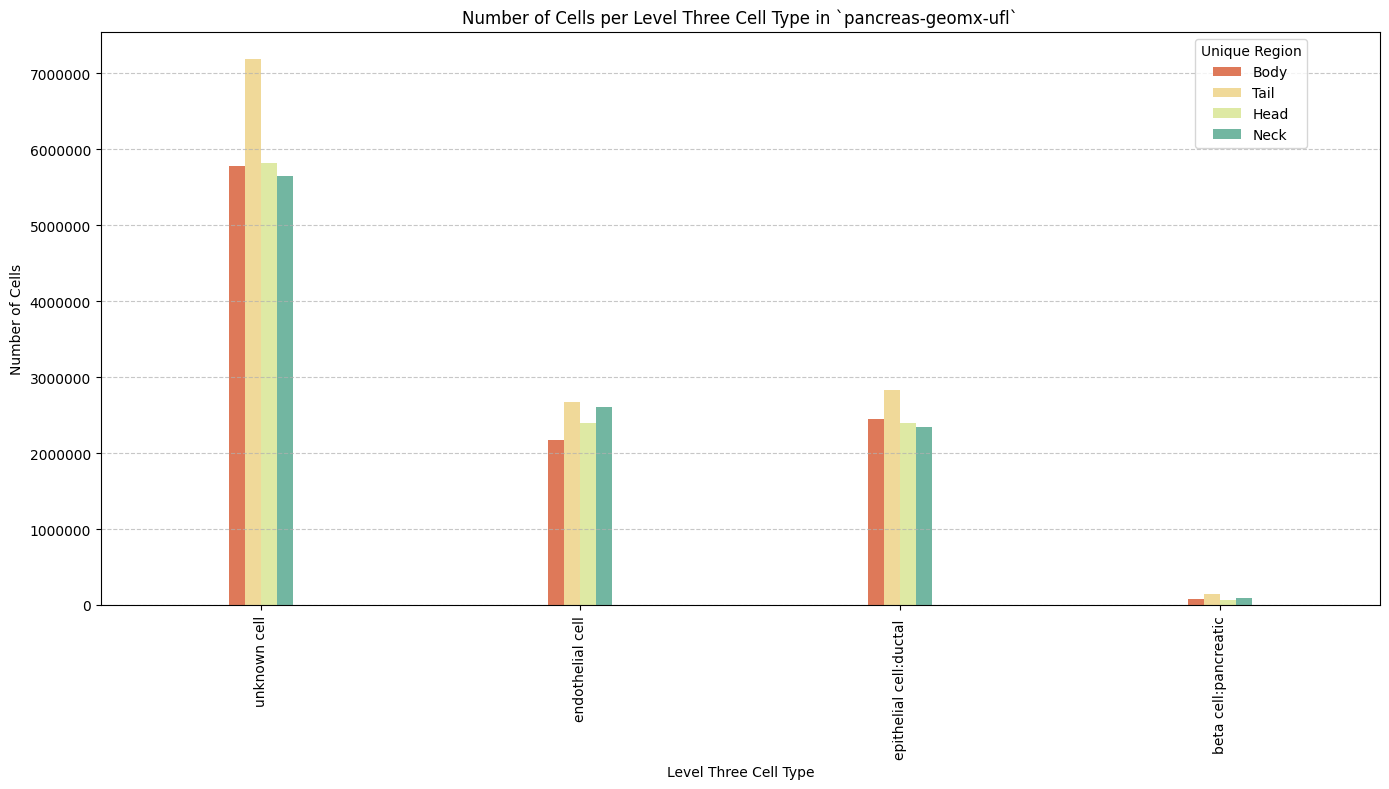 Number of Cells per Level Three Cell Type in `pancreas-geomx-ufl`
Unique Region
Body
Tail
Head
Neck
Number of Cells
7000000
6000000
5000000
4000000
3000000
2000000
1000000
0
unknown cell
endothelial cell
epithelial cell:ductal
beta cell:pancreatic
Level Three Cell Type